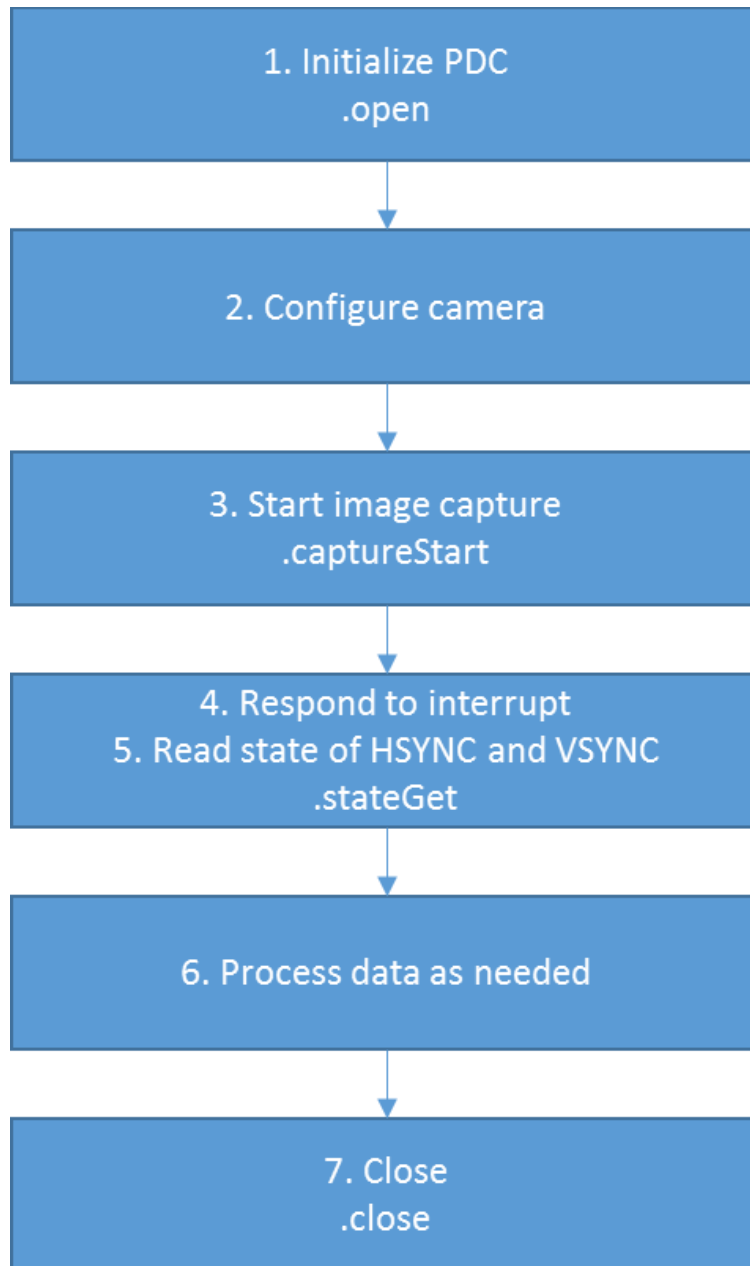 1. Initialize PDC
.open
2. Configure camera
3. Start image capture
.captureStart
4. Respond to interrupt
5. Read state of HSYNC and VSYNC
.stateGet
6. Process data as needed
7. Close
.close